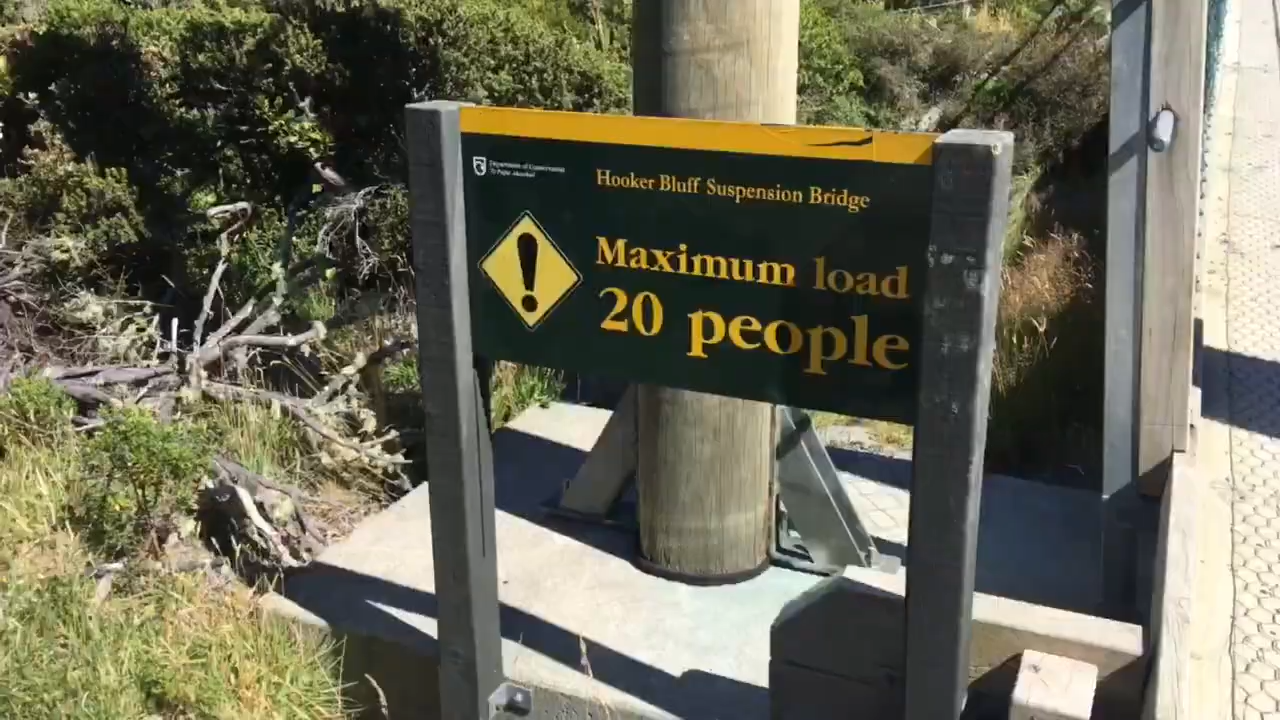 Department of Conservation
Te Papa Atawhai
Hooker Bluff Suspension Bridge
Maximum load
20 people